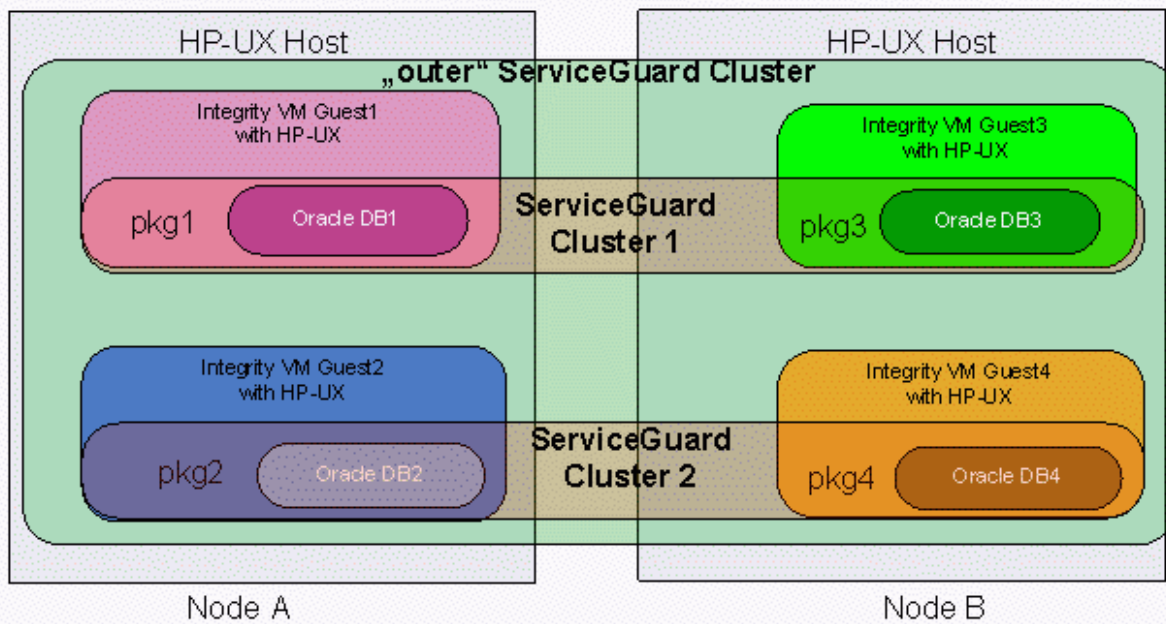 HP-UX Host
HP-UX Host
„outer“ ServiceGuard Cluster
Integrity VM Guest1
with HP-UX
Integrity VM Guest3
with HP-UX
pkg1
Oracle DB1
ServiceGuard
Cluster 1
pkg3
Oracle DB3
Integrity VM Guest2
with HP-UX
Integrity VM Guest4
with HP-UX
pkg2
Oracle DB2
ServiceGuard
Cluster 2
pkg4
Oracle DB4
Node A
Node B